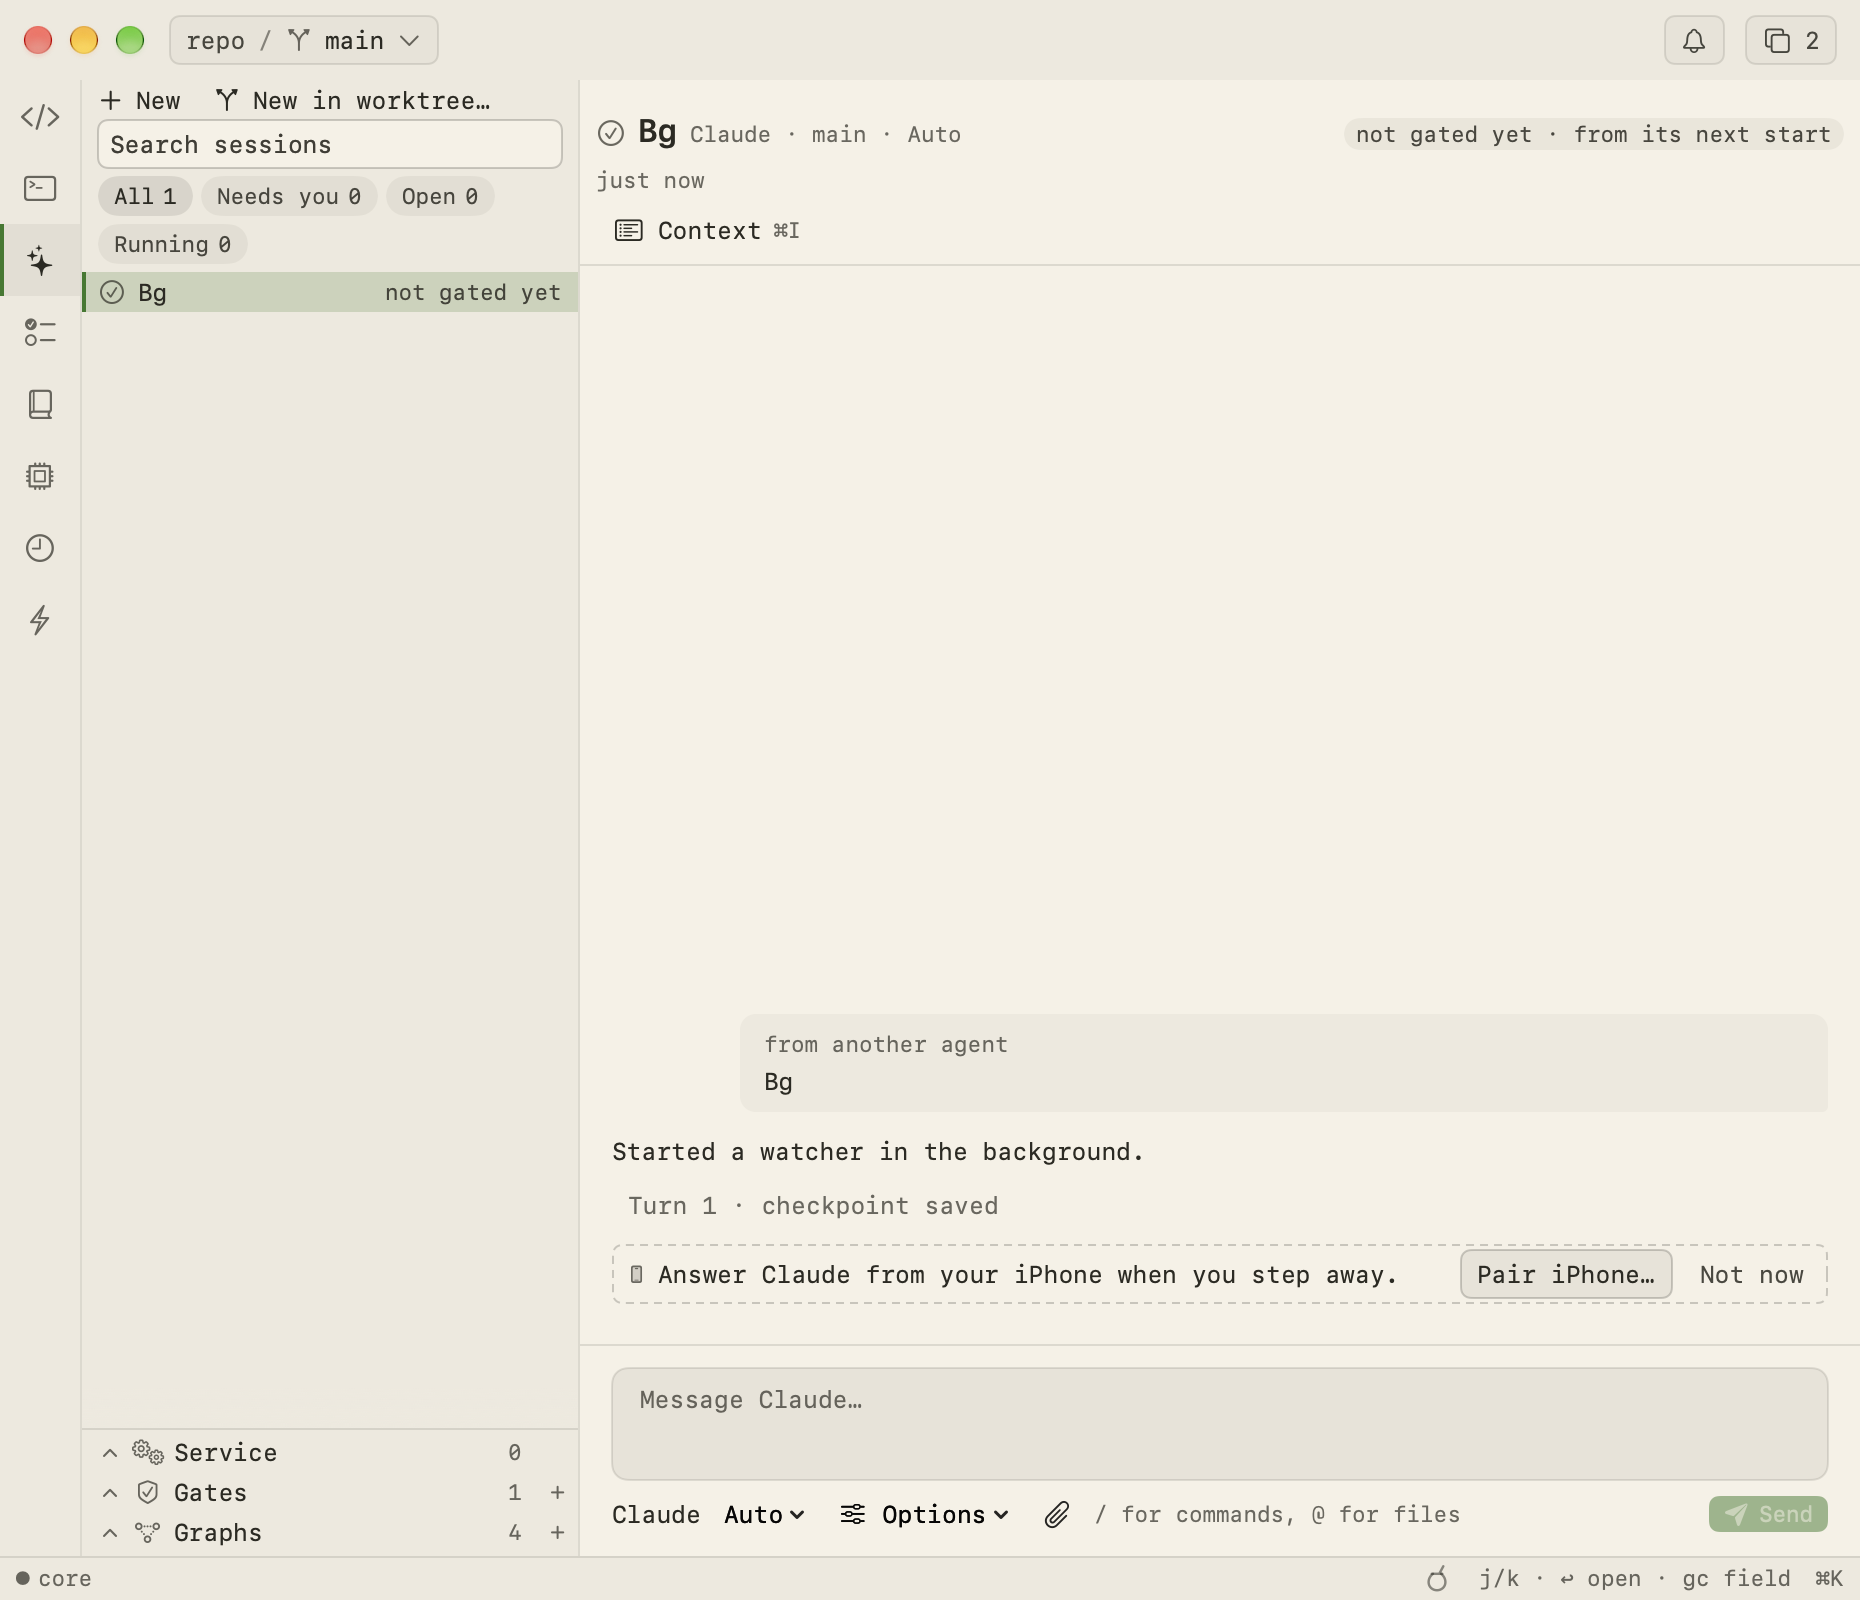 repo / main
2
+ New New in worktree…
Search sessions
All 1 Needs you 0 Open 0
Running 0
Bg not gated yet
Service 0
Gates 1 +
Graphs 4 +
Bg Claude · main · Auto
not gated yet · from its next start
just now
Context ⌘I
from another agent
Bg
Started a watcher in the background.
Turn 1 · checkpoint saved
Answer Claude from your iPhone when you step away. Pair iPhone… Not now
Message Claude…
Claude Auto Options / for commands, @ for files Send
core
j/k · ↩ open · gc field ⌘K